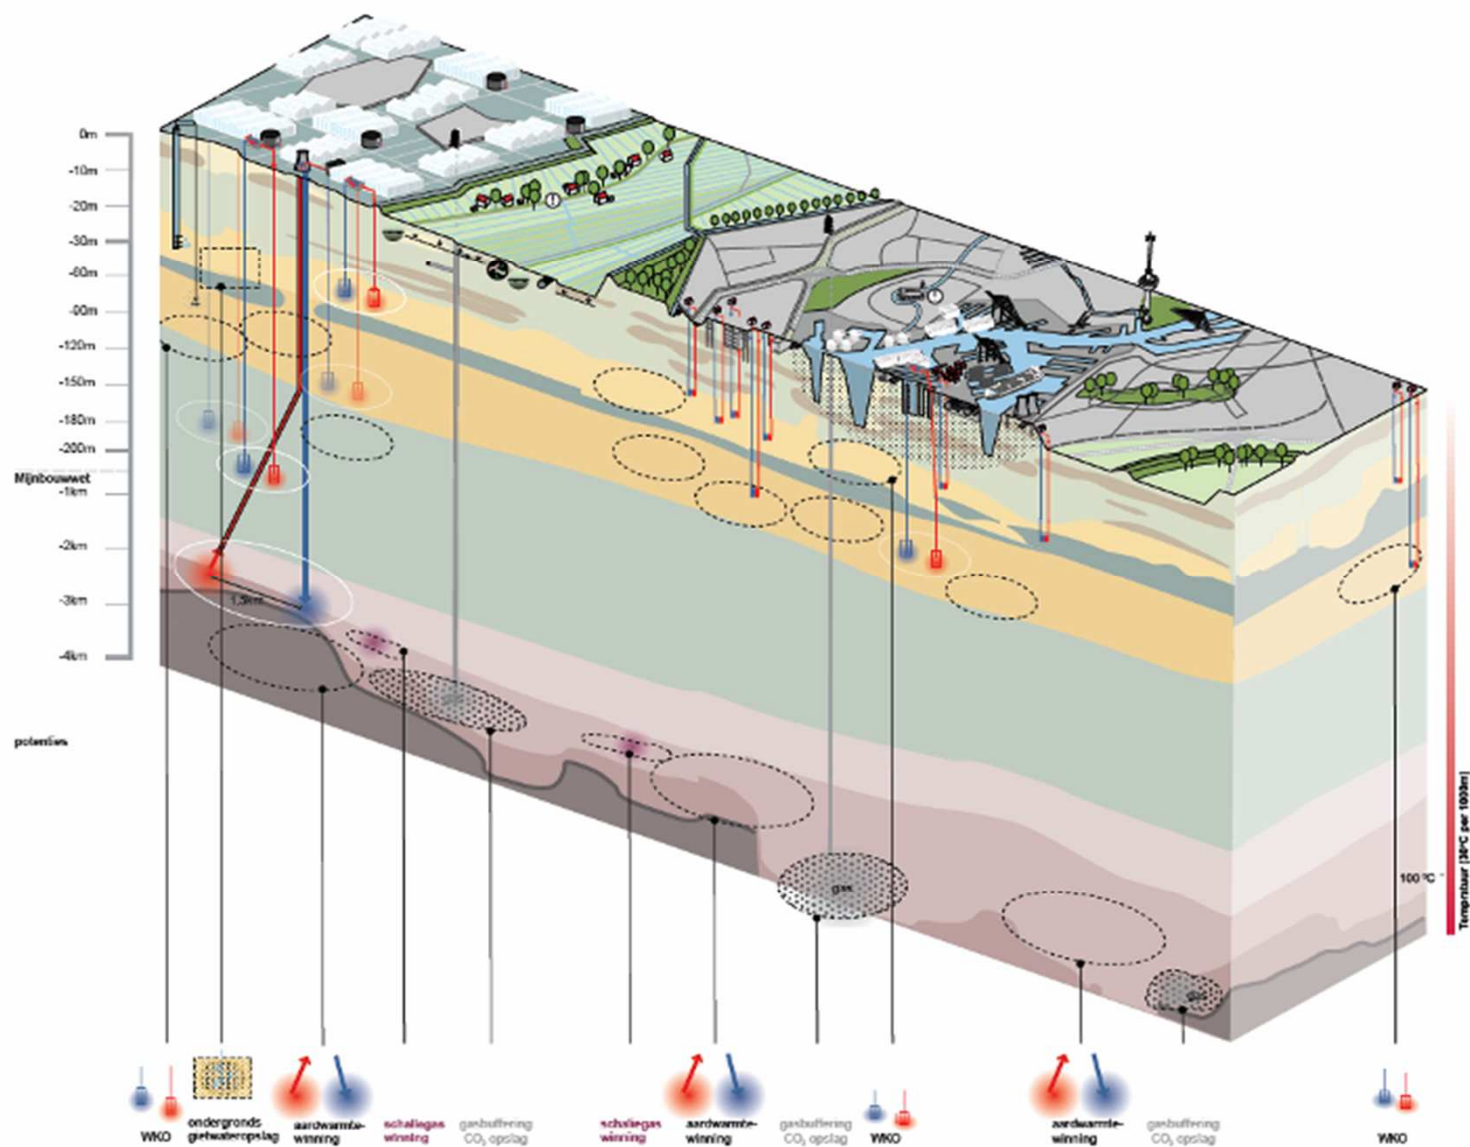 0m
-10m
-20m
-30m
-60m
-90m
-120m
-150m
-180m
-200m
Mijnbouwwet
-1km
-2km
-3km
-4km
1,5km
potenties
gas
100 °C
Temperatuur [30°C per 1000m]
WKO
ondergronds
gietwateropslag
aardwarmte-
winning
schaliegas
winning
gasbuffering
CO₂ opslag
schaliegas
winning
aardwarmte-
winning
gasbuffering
CO₂ opslag
WKO
aardwarmte-
winning
gasbuffering
CO₂ opslag
WKO